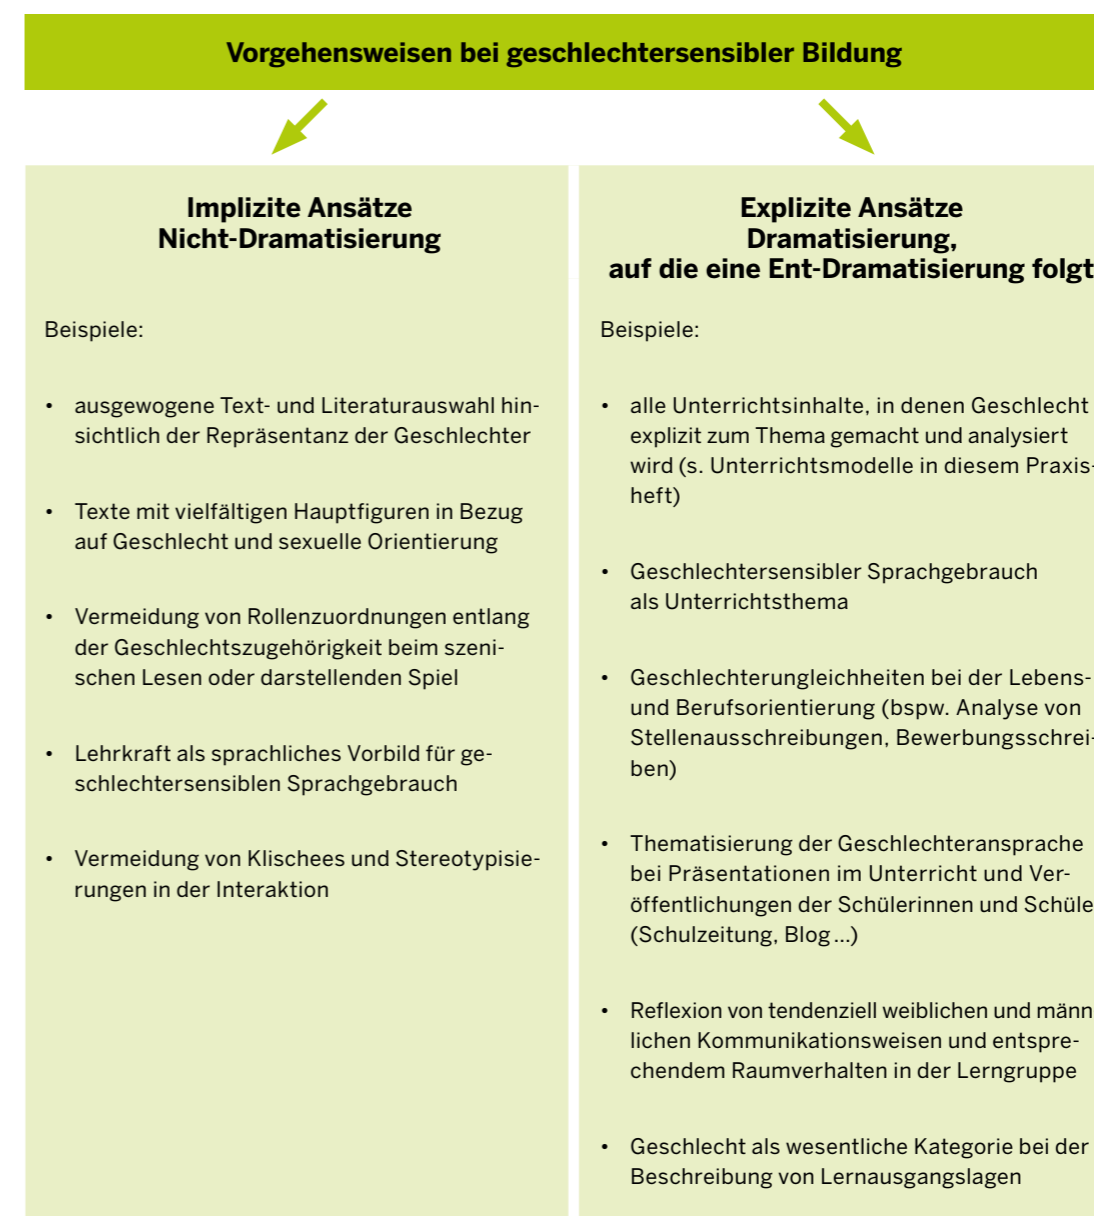 Vorgehensweisen bei geschlechtersensibler Bildung
Implizite Ansätze
Nicht-Dramatisierung
Beispiele:
• ausgewogene Text- und Literaturauswahl hin-
sichtlich der Repräsentanz der Geschlechter
• Texte mit vielfältigen Hauptfiguren in Bezug
auf Geschlecht und sexuelle Orientierung
• Vermeidung von Rollenzuordnungen entlang
der Geschlechtszugehörigkeit beim szeni-
schen Lesen oder darstellenden Spiel
• Lehrkraft als sprachliches Vorbild für ge-
schlechtersensiblen Sprachgebrauch
• Vermeidung von Klischees und Stereotypisie-
rungen in der Interaktion
Explizite Ansätze
Dramatisierung,
auf die eine Ent-Dramatisierung folgt
Beispiele:
• alle Unterrichtsinhalte, in denen Geschlecht
explizit zum Thema gemacht und analysiert
wird (s. Unterrichtsmodelle in diesem Praxis-
heft)
• Geschlechtersensibler Sprachgebrauch
als Unterrichtsthema
• Geschlechterungleichheiten bei der Lebens-
und Berufsorientierung (bspw. Analyse von
Stellenausschreibungen, Bewerbungsschrei-
ben)
• Thematisierung der Geschlechteransprache
bei Präsentationen im Unterricht und Ver-
öffentlichungen der Schülerinnen und Schüle
(Schulzeitung, Blog ...)
• Reflexion von tendenziell weiblichen und männ
lichen Kommunikationsweisen und entspre-
chendem Raumverhalten in der Lerngruppe
• Geschlecht als wesentliche Kategorie bei der
Beschreibung von Lernausgangslagen